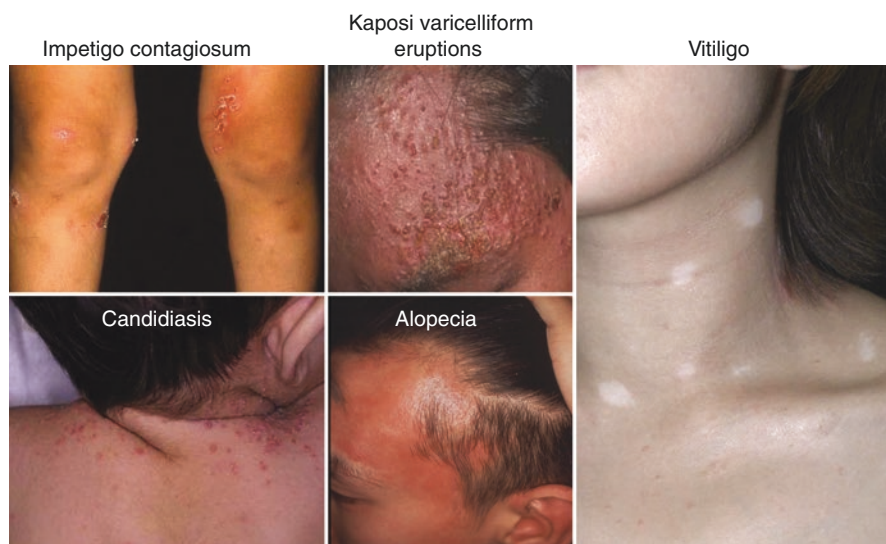 Impetigo contagiosum
Kaposi varicelliform
eruptions
Vitiligo
Candidiasis
Alopecia